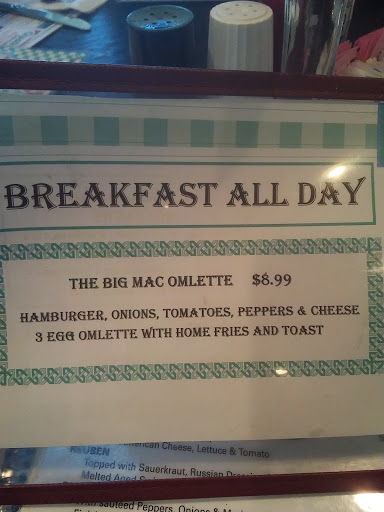 BREAKFAST ALL DAY
THE BIG MAC OMLETTE $8.99
HAMBURGER, ONIONS, TOMATOES, PEPPERS & CHEESE
3 EGG OMLETTE WITH HOME FRIES AND TOAST
American Cheese, Lettuce & Tomato
REUBEN
Topped with Sauerkraut, Russian
Melted Aged
Sauteed Peppers, Onions &